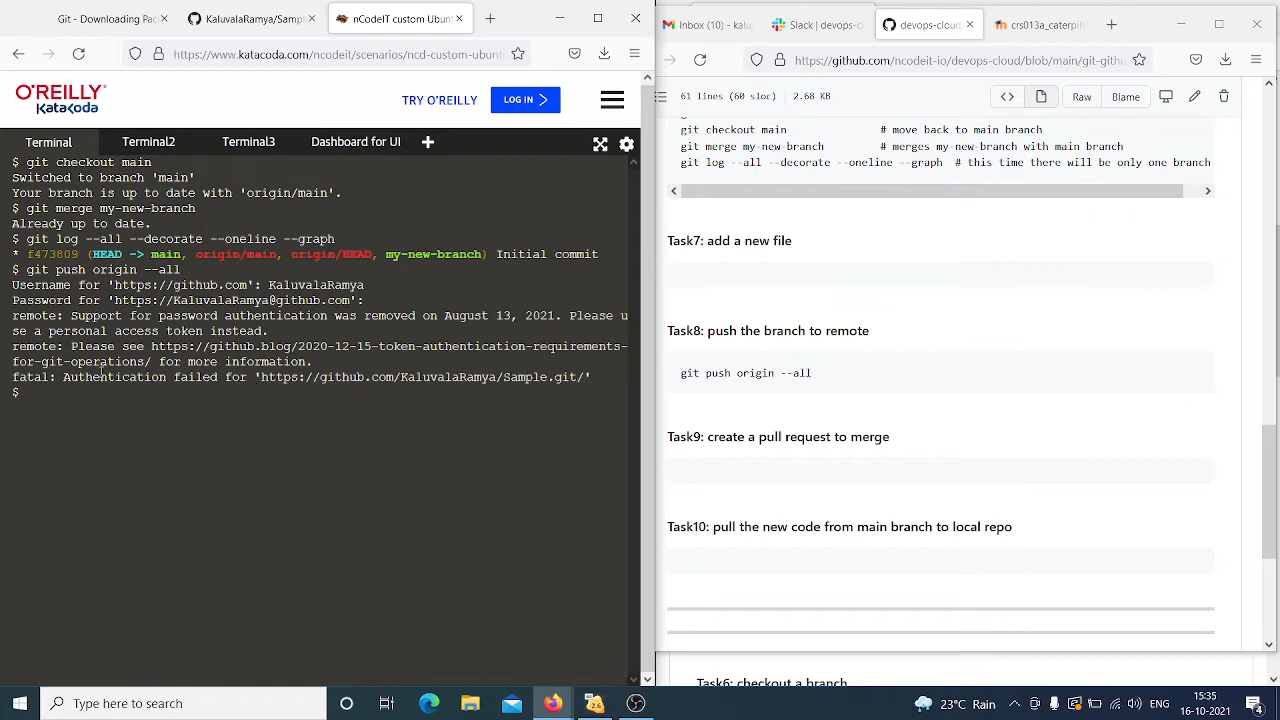 Git - Downloading Pac
KaluvalaRamya/Sampl
nCodeIT custom Ubunt
https://www.katacoda.com/ncodeit/scenarios/ncd-custom-ubunt
O'REILLY
katakoda
TRY O'REILLY
LOG IN
Terminal
Terminal2
Terminal3
Dashboard for UI
$ git checkout main
Switched to branch 'main'
Your branch is up to date with 'origin/main'.
$ git merge my-new-branch
Already up to date.
$ git log --all --decorate --oneline --graph
* f473809 (HEAD -> main, origin/main, origin/HEAD, my-new-branch) Initial commit
$ git push origin --all
Username for 'https://github.com': KaluvalaRamya
Password for 'https://KaluvalaRamya@github.com':
remote: Support for password authentication was removed on August 13, 2021. Please u
se a personal access token instead.
remote: Please see https://github.blog/2020-12-15-token-authentication-requirements-
for-git-operations/ for more information.
fatal: Authentication failed for 'https://github.com/KaluvalaRamya/Sample.git/'
$
Inbox (10) - kaluv
Slack | devops-cl
devops-cloud,
crs013a_caterpill
https://github.com/ncodeit-io/devops-cloud/blob/main/git-github
61 lines (60 sloc)
2.68 KB
Raw
Blame
git checkout main # move back to main branch
git merge my-new-branch # merges my-new-branch with main branch
git log --all --decorate --oneline --graph # this time there will be only one branch
Task7: add a new file
Task8: push the branch to remote
git push origin --all
Task9: create a pull request to merge
Task10: pull the new code from main branch to local repo
Task6: checkout a branch
Type here to search
2.6
23°C Rain
15:35
16-10-2021
4